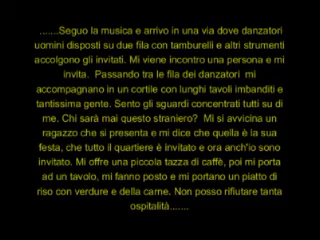 .......Seguo la musica e arrivo in una via dove danzatori
uomini disposti su due fila con tamburelli e altri strumenti
accolgono gli invitati. Mi viene incontro una persona e mi
invita.  Passando tra le fila dei danzatori  mi
accompagnano in un cortile con lunghi tavoli imbanditi e
tantissima gente. Sento gli sguardi concentrati tutti su di
me. Chi sarà mai questo straniero?  Mi si avvicina un
ragazzo che si presenta e mi dice che quella è la sua
festa, che tutto il quartiere è invitato e ora anch'io sono
invitato. Mi offre una piccola tazza di caffè, poi mi porta
ad un tavolo, mi fanno posto e mi portano un piatto di
riso con verdure e della carne. Non posso rifiutare tanta
ospitalità.......